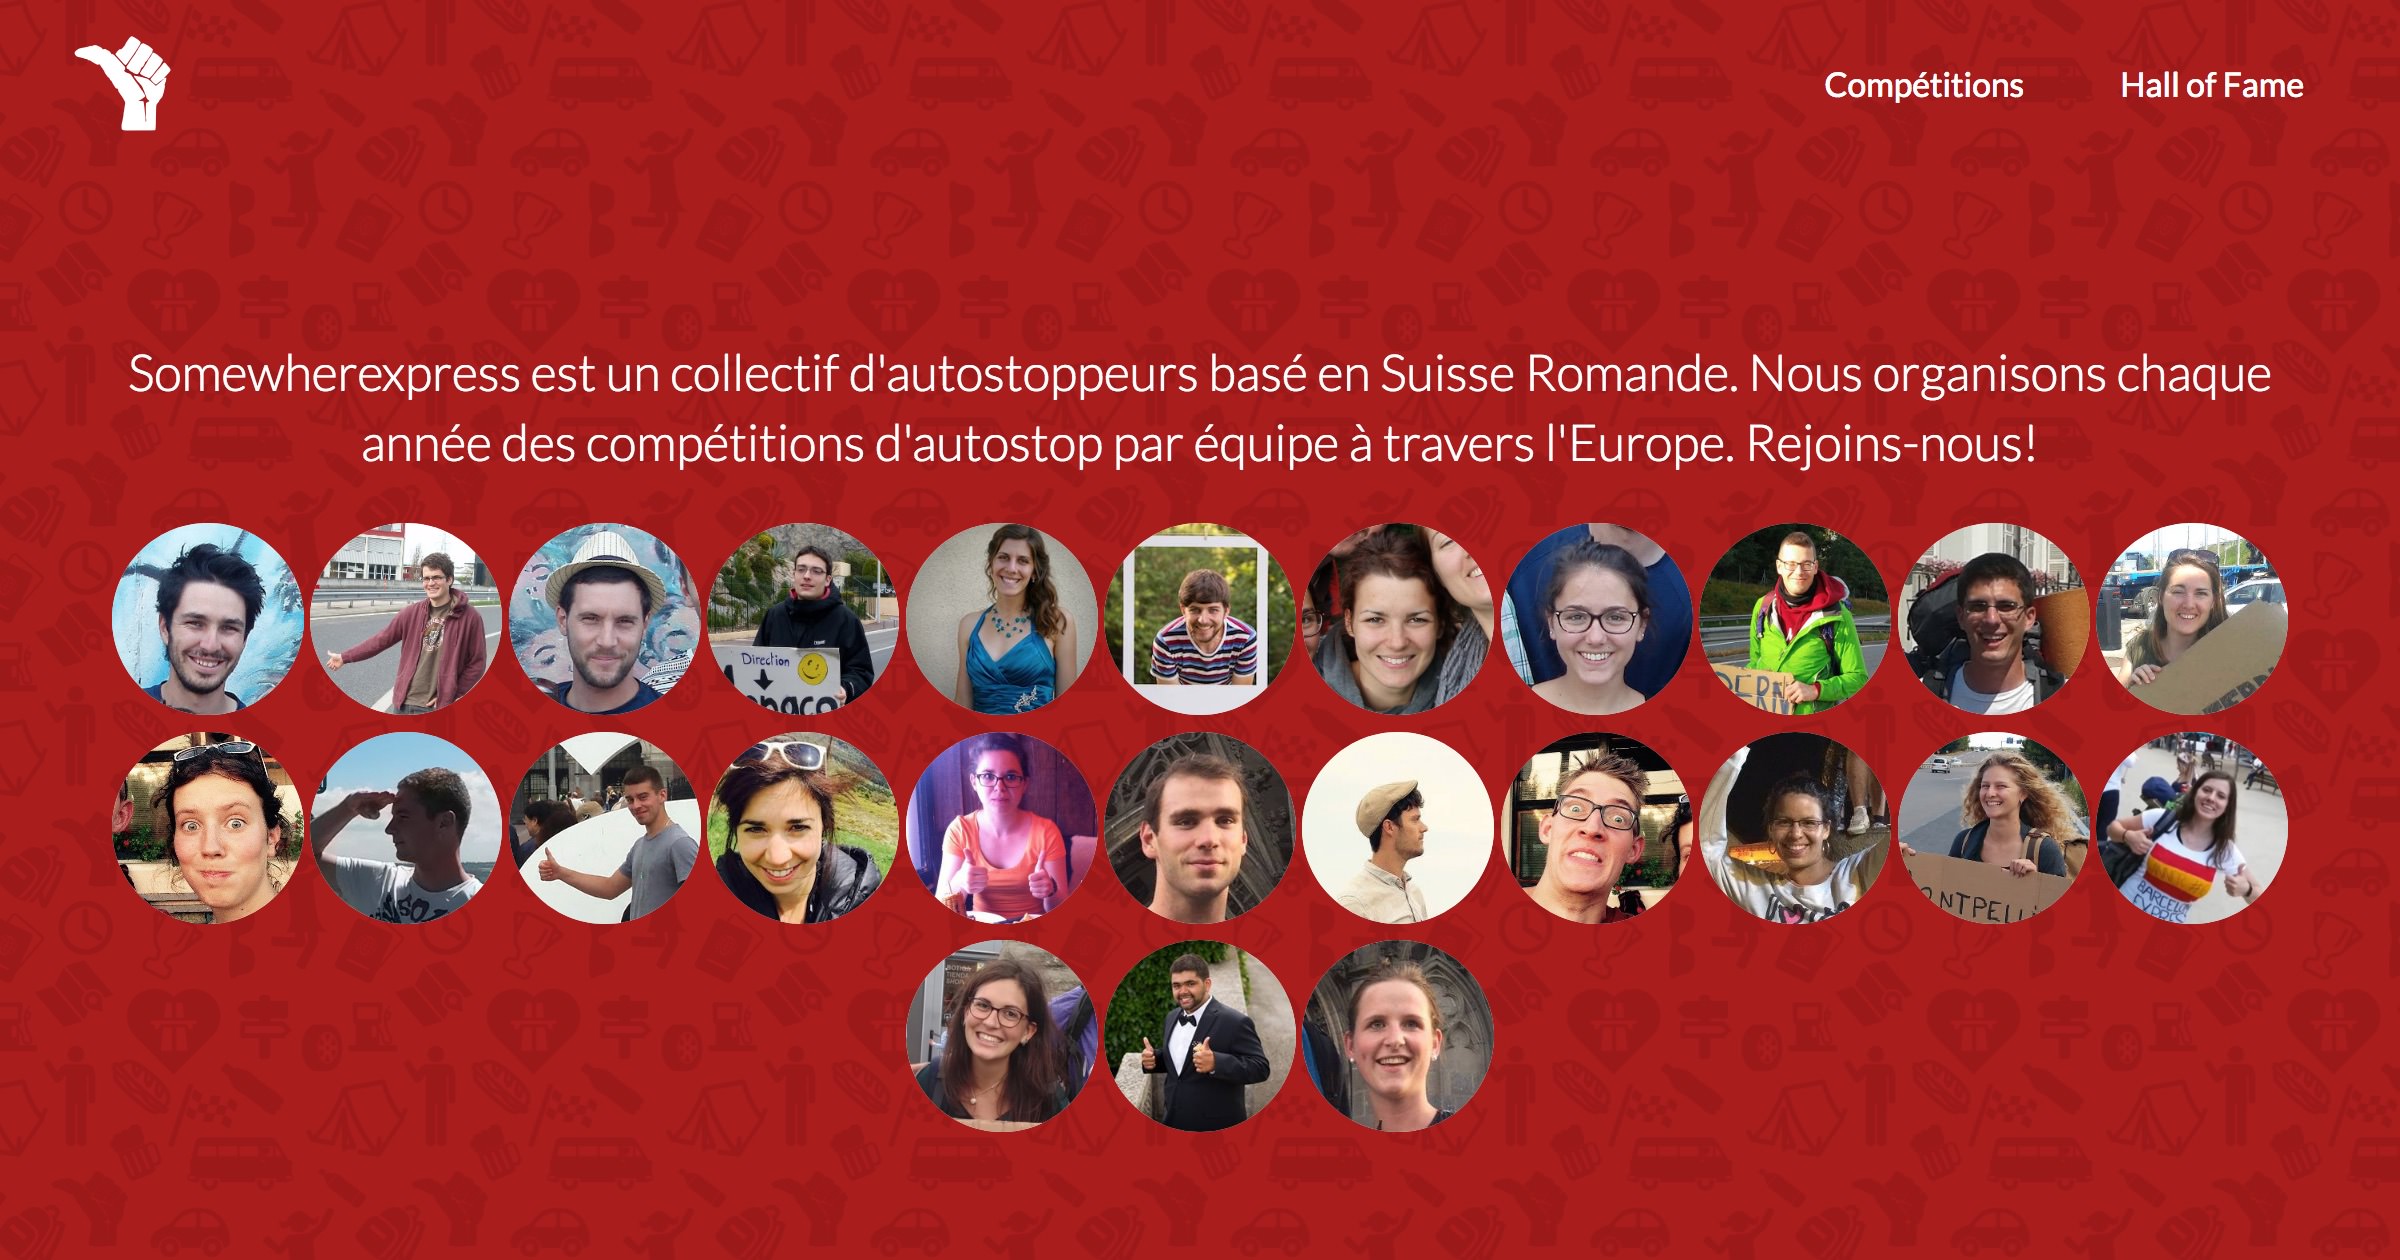 Compétitions Hall of Fame
Somewherexpress est un collectif d'autostoppeurs basé en Suisse Romande. Nous organisons chaque
année des compétitions d'autostop par équipe à travers l'Europe. Rejoins-nous!
Direction